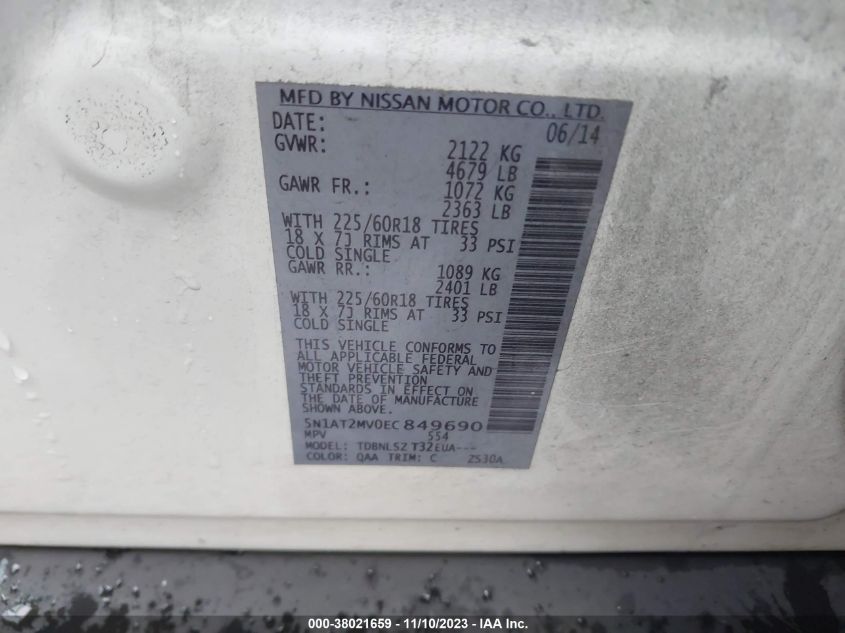 MFD BY NISSAN MOTOR CO., LTD.
DATE: 06/14
GVWR: 2122 KG
4679 LB
GAWR FR.: 1072 KG
2363 LB
WITH 225/60R18 TIRES
18 X 7J RIMS AT 33 PSI
COLD SINGLE
GAWR RR.: 1089 KG
2401 LB
WITH 225/60R18 TIRES
18 X 7J RIMS AT 33 PSI
COLD SINGLE
THIS VEHICLE CONFORMS TO
ALL APPLICABLE FEDERAL
MOTOR VEHICLE SAFETY AND
THEFT PREVENTION
STANDARDS IN EFFECT ON
THE DATE OF MANUFACTURE
SHOWN ABOVE.
5N1AT2MV0EC849690
MPV 554
MODEL: TDBNLSZ T32EUA---
COLOR: QAA TRIM: C ZS30A
000-38021659 — 11/10/2023 — IAA Inc.